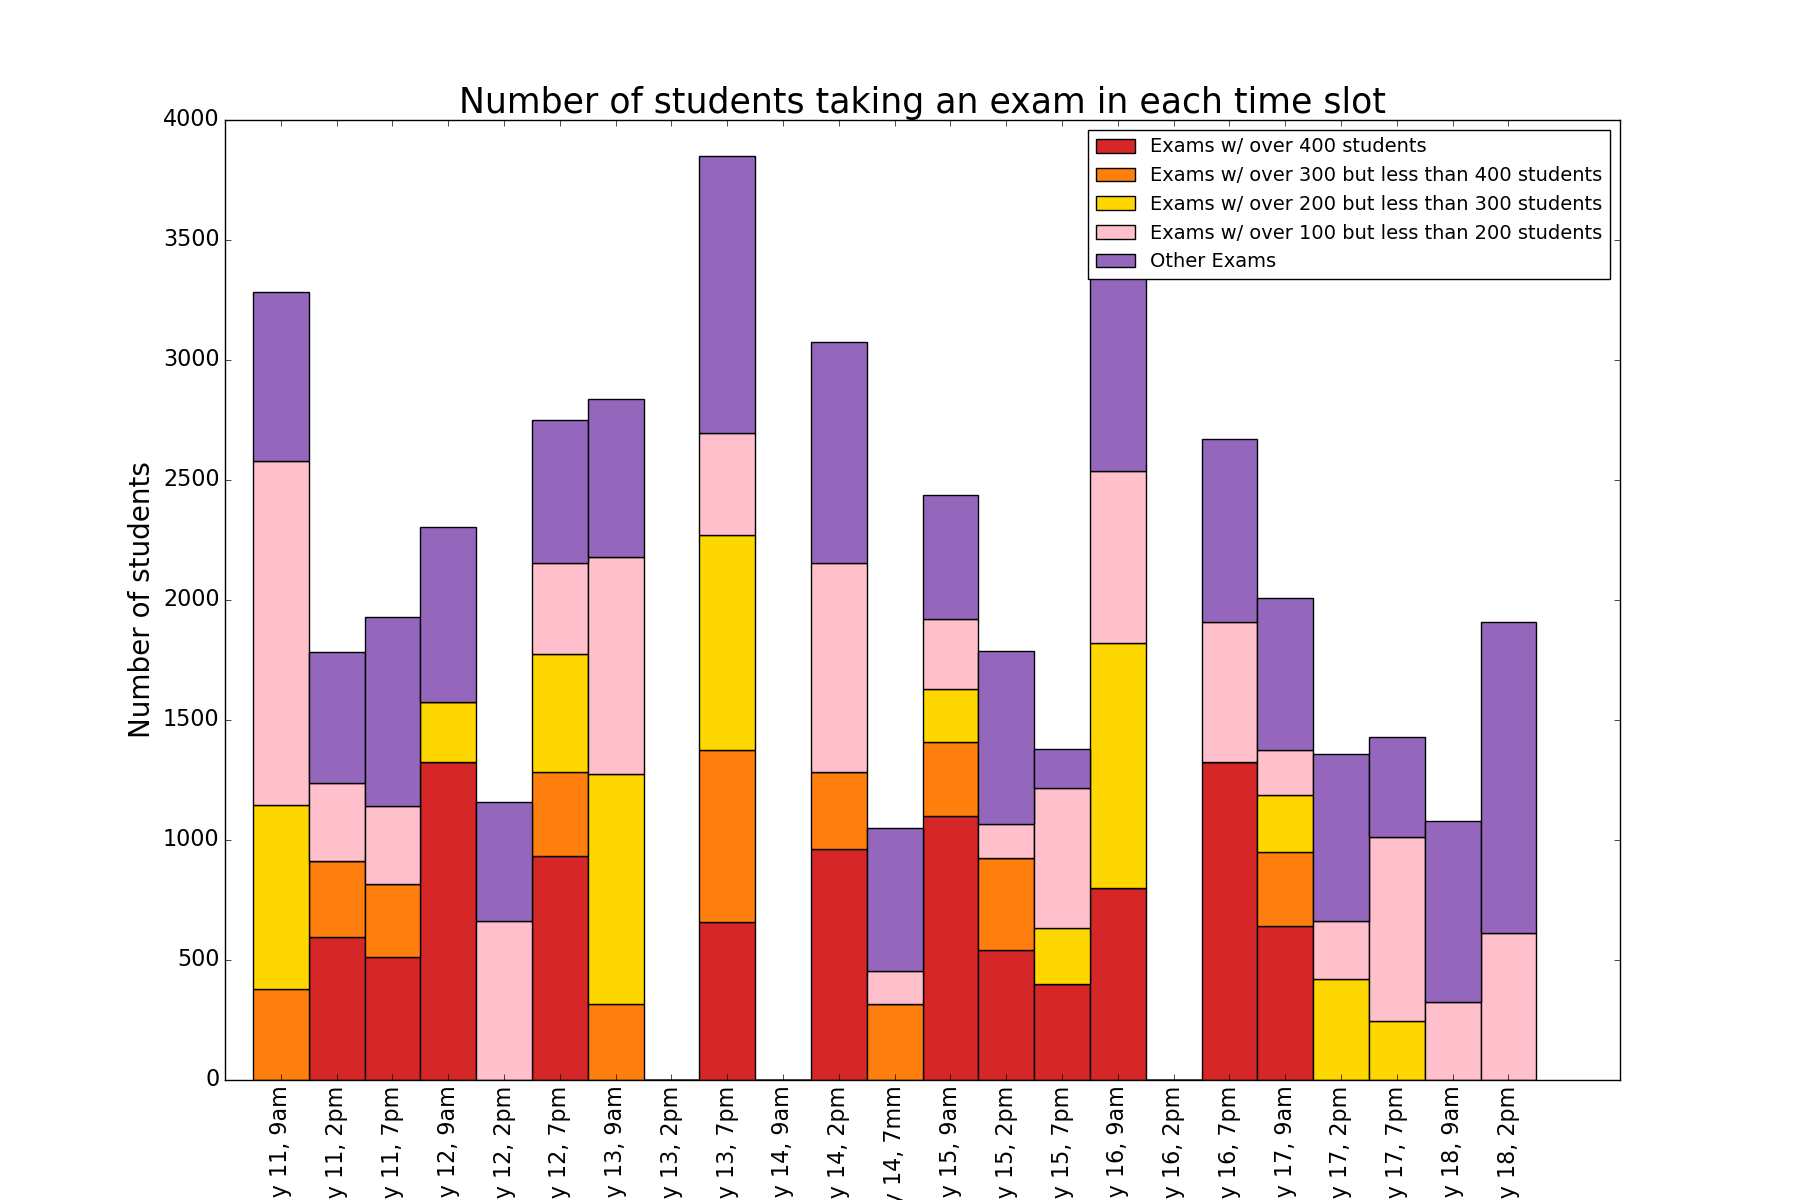 Number of students taking an exam in each time slot
Exams w/ over 400 students
Exams w/ over 300 but less than 400 students
Exams w/ over 200 but less than 300 students
Exams w/ over 100 but less than 200 students
Other Exams
Number of students
4000
3500
3000
2500
2000
1500
1000
500
0
y 11, 9am
y 11, 2pm
y 11, 7pm
y 12, 9am
y 12, 2pm
y 12, 7pm
y 13, 9am
y 13, 2pm
y 13, 7pm
y 14, 9am
y 14, 2pm
y 14, 7mm
y 15, 9am
y 15, 2pm
y 15, 7pm
y 16, 9am
y 16, 2pm
y 16, 7pm
y 17, 9am
y 17, 2pm
y 17, 7pm
y 18, 9am
y 18, 2pm